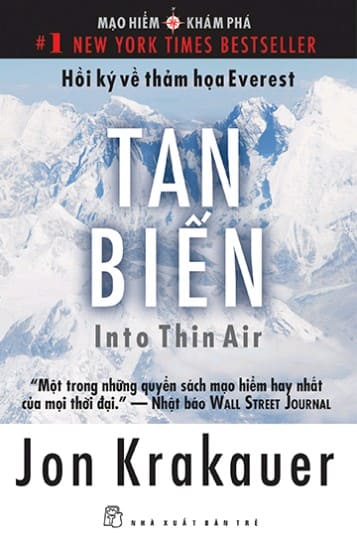 MẠO HIỂM KHÁM PHÁ
#1 NEW YORK TIMES BESTSELLER
Hồi ký về thảm họa Everest
TAN
BIẾN
Into Thin Air
“Một trong những quyển sách mạo hiểm hay nhất
của mọi thời đại.” — Nhật báo WALL STREET JOURNAL
Jon Krakauer
NHÀ XUẤT BẢN TRẺ